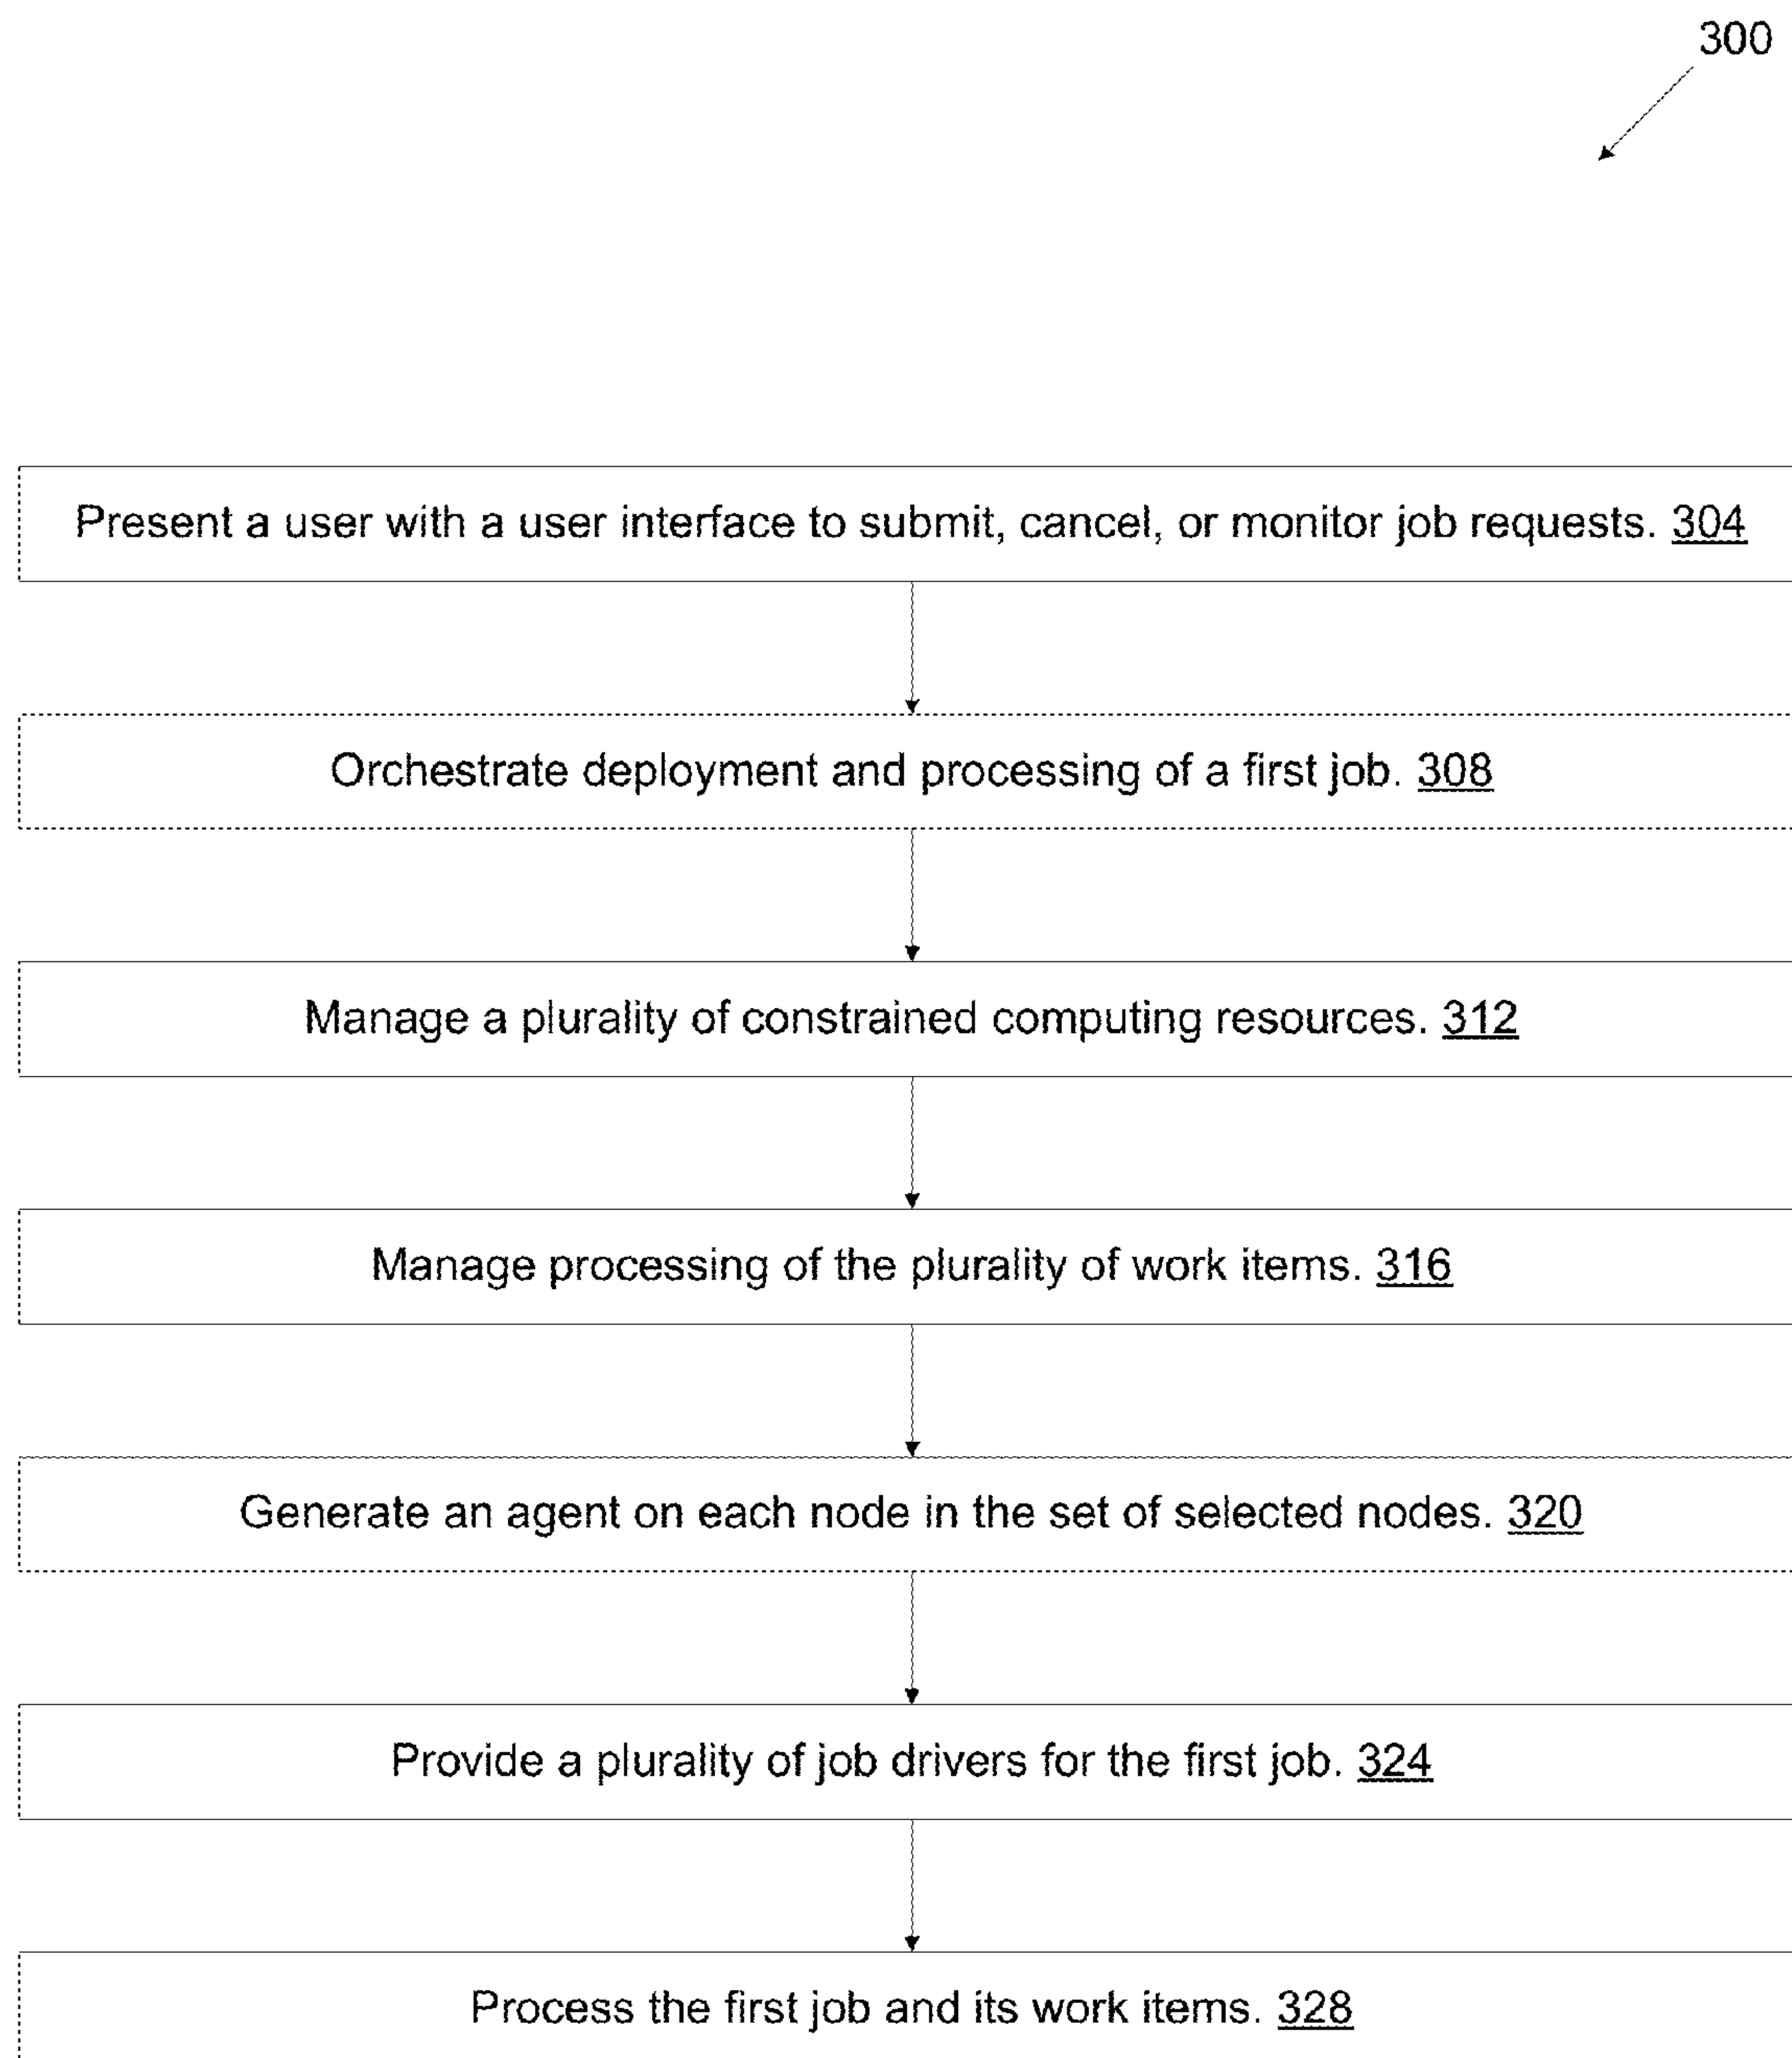 300
Present a user with a user interface to submit, cancel, or monitor job requests. 304
Orchestrate deployment and processing of a first job. 308
Manage a plurality of constrained computing resources. 312
Manage processing of the plurality of work items. 316
Generate an agent on each node in the set of selected nodes. 320
Provide a plurality of job drivers for the first job. 324
Process the first job and its work items. 328